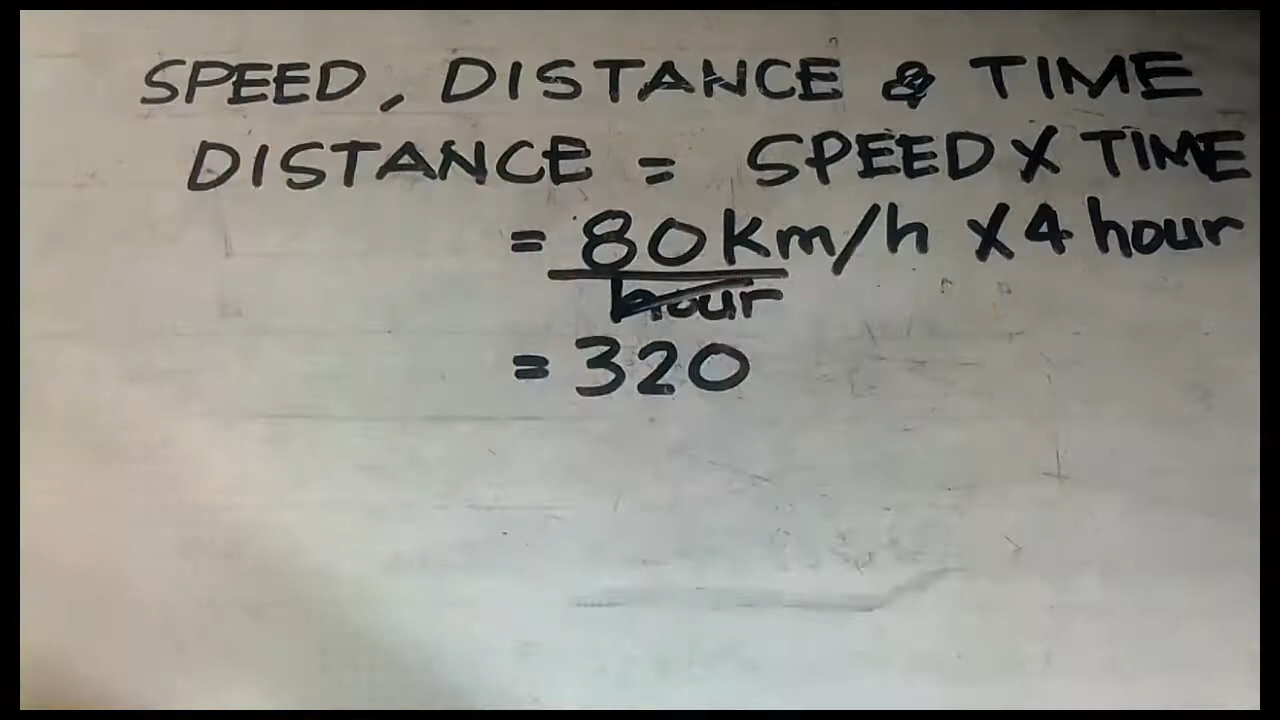 SPEED, DISTANCE & TIME
DISTANCE = SPEED X TIME
= 80km/h X 4 hour
hour
= 320